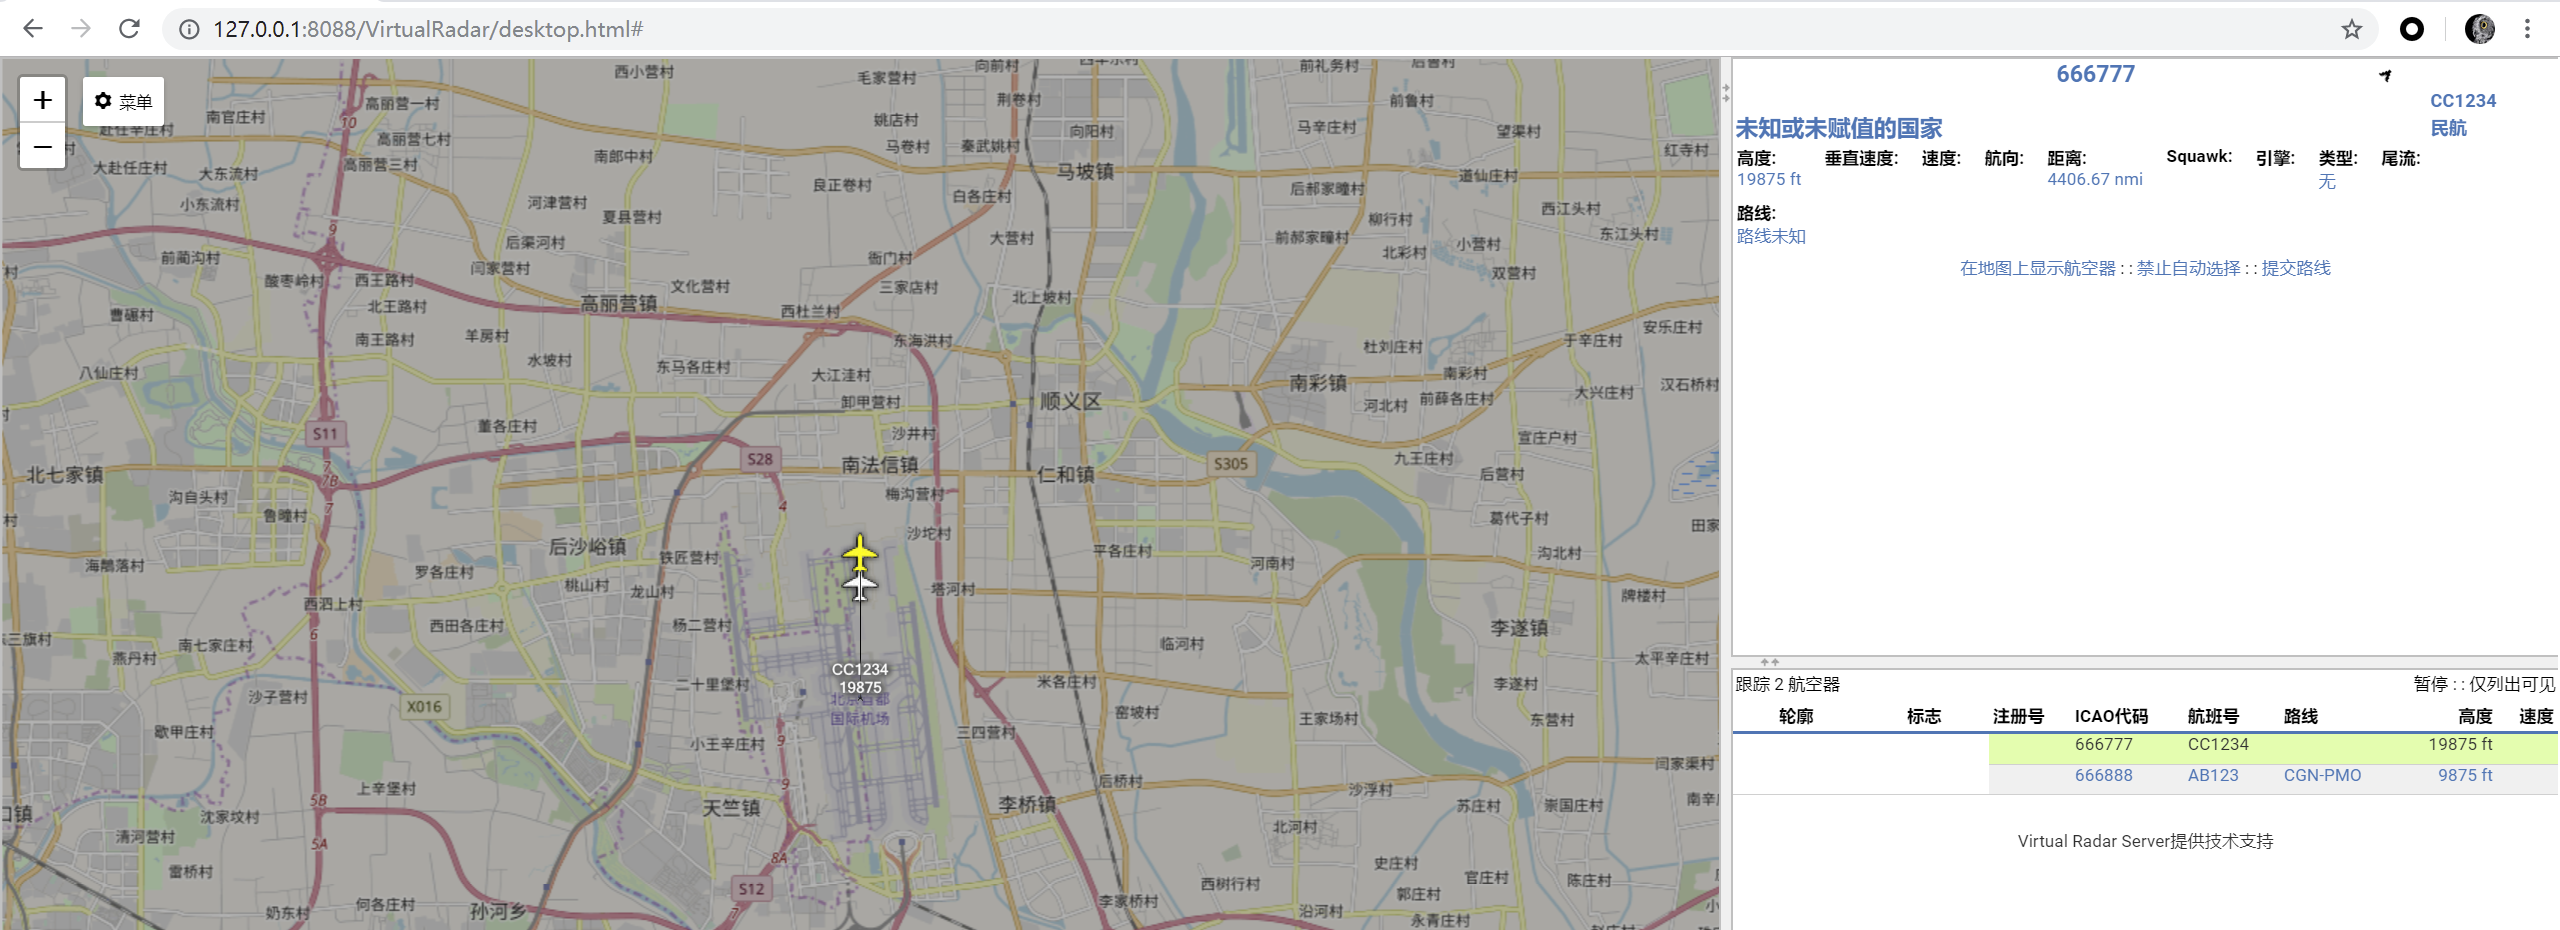 127.0.0.1:8088/VirtualRadar/desktop.html#
+
−
菜单
666777
CC1234
未知或未赋值的国家
民航
高度: 垂直速度: 速度: 航向: 距离: Squawk: 引擎: 类型: 尾流:
19875 ft 4406.67 nmi 无
路线:
路线未知
在地图上显示航空器 : : 禁止自动选择 : : 提交路线
跟踪 2 航空器 暂停 : : 仅列出可见
轮廓 标志 注册号 ICAO代码 航班号 路线 高度 速度
666777 CC1234 19875 ft
666888 AB123 CGN-PMO 9875 ft
Virtual Radar Server提供技术支持
西小营村 毛家营村 向前村 前礼务村
高丽营一村 荆卷村 前鲁村
南官庄村 10 姚店村 向阳村 马辛庄村 望渠村
赴任辛庄村 高丽营七村 马卷村 秦武姚村 红寺村
大赴任庄村 大东流村 高丽营三村 南郎中村 良正卷村 马坡镇 道仙庄村
小东流村 河津营村 夏县营村 白各庄村 后郝家疃村 西江头村
9 后渠河村 大营村 前郝家疃村 柳行村 小营村 东江头村
前蔺沟村 酸枣岭村 西王路村 闫家营村 文化营村 衙门村 三家店村 北彩村 双营村
曹碾村 北王路村 高丽营镇 西杜兰村 北上坡村
南王路村 羊房村 水坡村 东马各庄村 东海洪村 杜刘庄村 于辛庄村 安乐庄村
八仙庄村 大江洼村 卸甲营村 顺义区 南彩镇 南彩村 大兴庄村 汉石桥村
S11 董各庄村 沙井村 河北村 前薛各庄村 宣庄户村
7 S28 南法信镇 S305 九王庄村
北七家镇 7B 仁和镇 后营村
沟自头村 梅沟营村
鲁疃村 7 4 沙坨村 葛代子村
后沙峪镇 铁匠营村 平各庄村 河南村 沟北村
海鶄落村 罗各庄村 桃山村 龙山村 塔河村 牌楼村
西泗上村 6 西田各庄村 杨二营村 临河村 李遂镇
南七家庄村 燕丹村 太平辛庄村
CC1234
19875
北京首都
国际机场
沙子营村 X016 二十里堡村 米各庄村 李遂村
歇甲庄村 9 小王辛庄村 三四营村 窑坡村 王家场村 东营村
上辛堡村 5B 9 后桥村 沙浮村 闫家渠村
沈家坟村 天竺镇 李桥镇 苏庄村 崇国庄村
清河营村 5A 8A 北河村 史庄村
雷桥村 S12 西树行村 官庄村 陈庄村
奶东村 何各庄村 孙河乡 7 李家桥村 沿河村 郭庄村 永青庄村